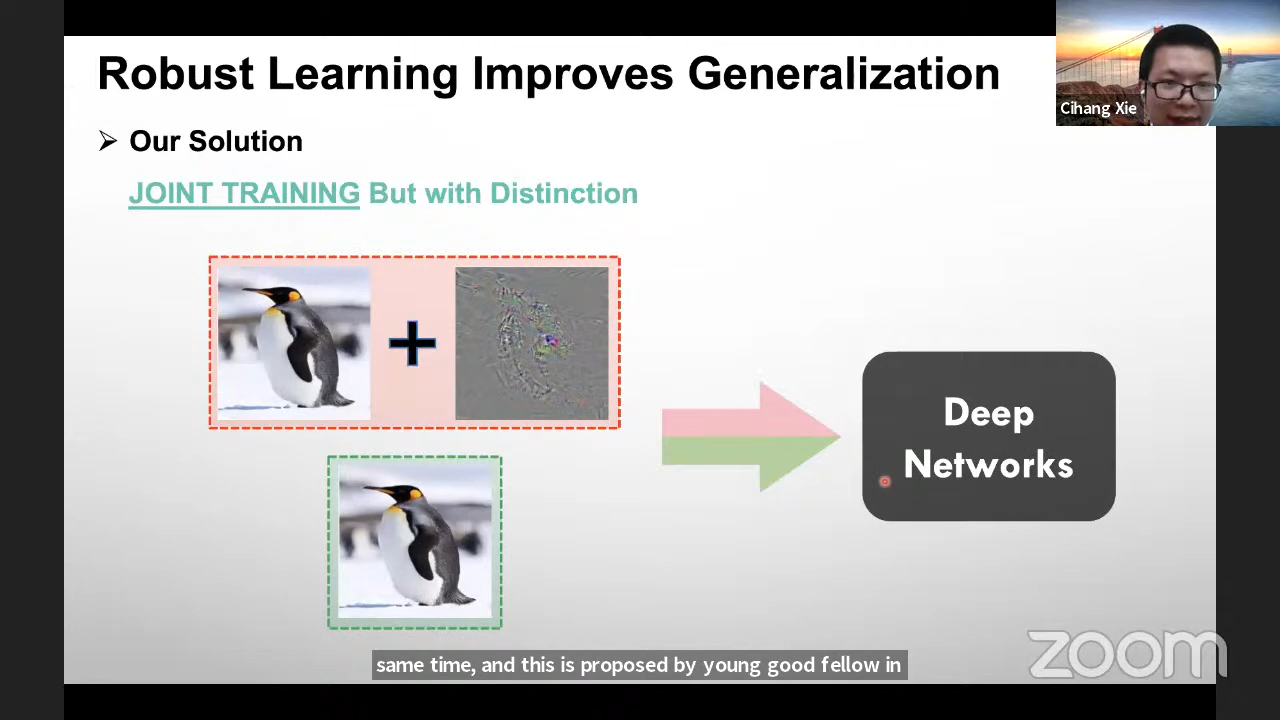 Robust Learning Improves Generalization
Cihang Xie
Our Solution
JOINT TRAINING But with Distinction
Deep
Networks
zoom
same time, and this is proposed by young good fellow in